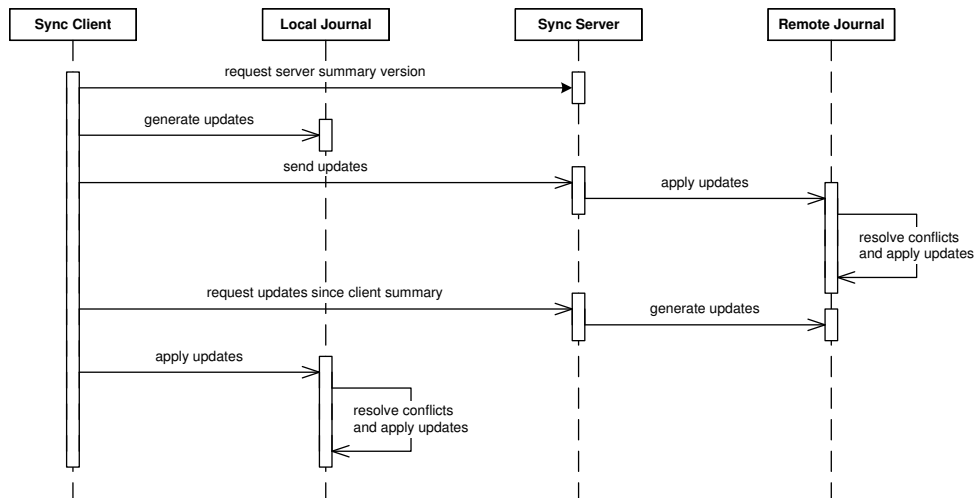 Sync Client
Local Journal
Sync Server
Remote Journal
request server summary version
generate updates
send updates
apply updates
resolve conflicts
and apply updates
request updates since client summary
generate updates
apply updates
resolve conflicts
and apply updates